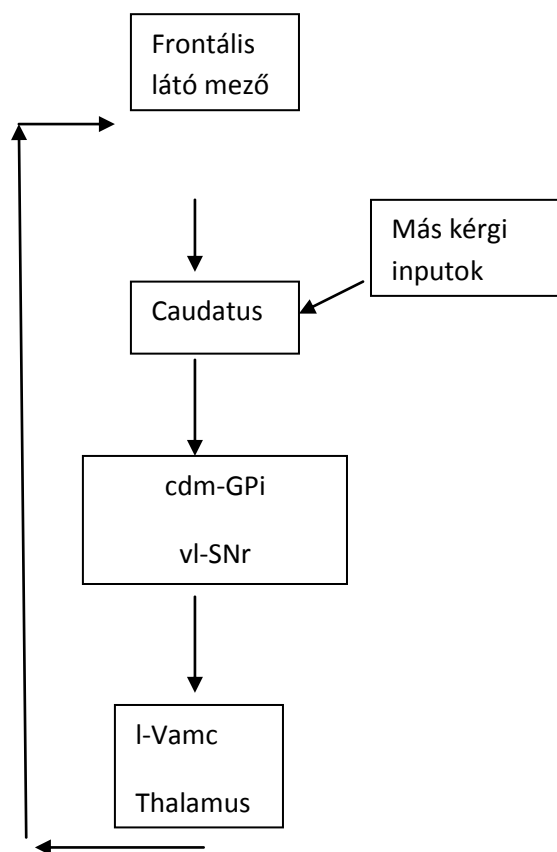 Frontális
látó mező
Más kérgi
inputok
Caudatus
cdm-GPi
vl-SNr
l-Vamc
Thalamus